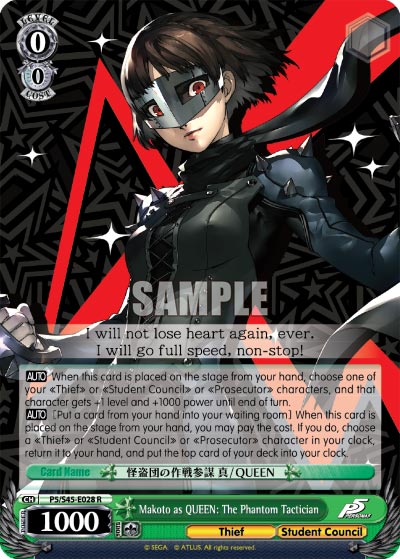 LEVEL
0
0
COST
SAMPLE
I will not lose heart again, ever.
I will go full speed, non-stop!
AUTO When this card is placed on the stage from your hand, choose one of
your «Thief» or «Student Council» or «Prosecutor» characters, and that
character gets +1 level and +1000 power until end of turn.
AUTO [Put a card from your hand into your waiting room] When this card is
placed on the stage from your hand, you may pay the cost. If you do, choose
a «Thief» or «Student Council» or «Prosecutor» character in your clock,
return it to your hand, and put the top card of your deck into your clock.
Card Name
怪盗団の作戦参謀 真/QUEEN
CH
P5/S45-E028 R
Makoto as QUEEN: The Phantom Tactician
P5
PERSONA5
POWER
1000
TRAIT
Thief
Student Council
© SEGA. © ATLUS. All rights reserved.